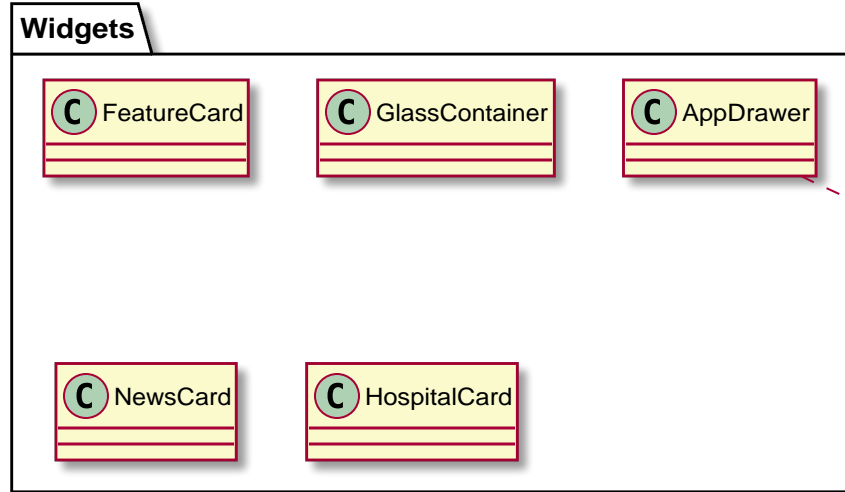 Widgets
C FeatureCard
C GlassContainer
C AppDrawer
C NewsCard
C HospitalCard